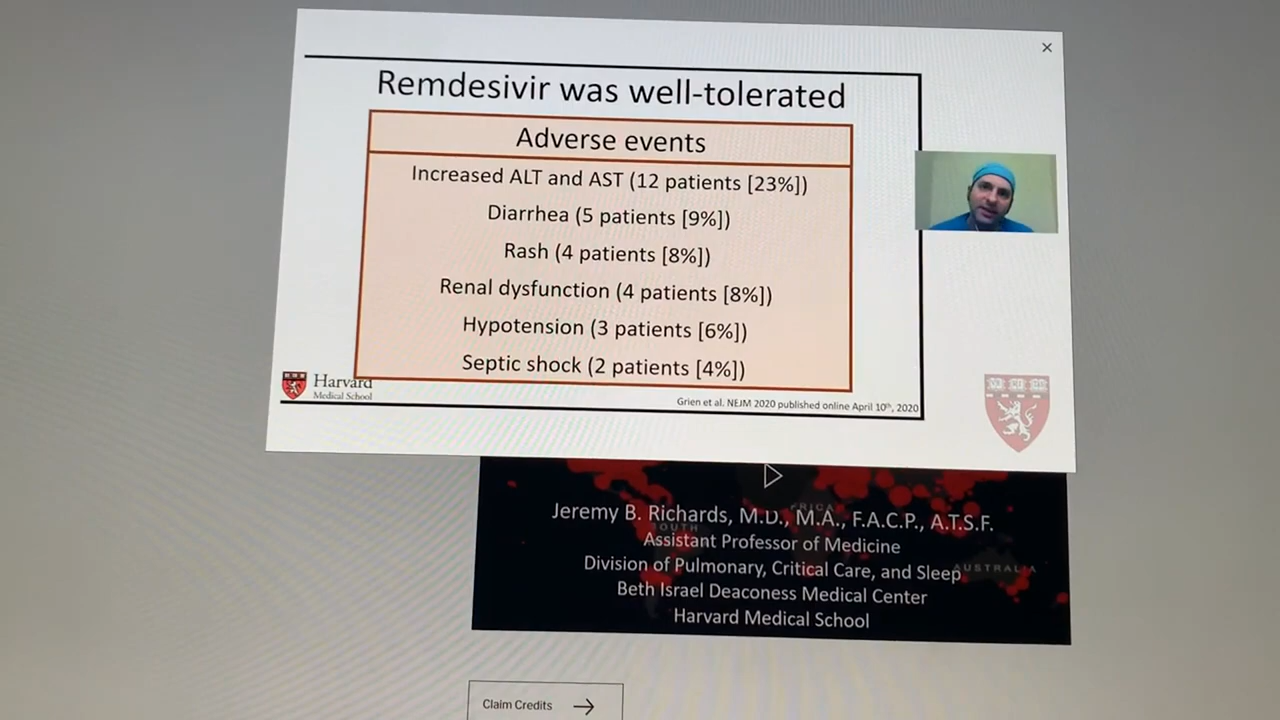 Remdesivir was well-tolerated
Adverse events
Increased ALT and AST (12 patients [23%])
Diarrhea (5 patients [9%])
Rash (4 patients [8%])
Renal dysfunction (4 patients [8%])
Hypotension (3 patients [6%])
Septic shock (2 patients [4%])
Harvard
Medical School
Grien et al. NEJM 2020 published online April 10th, 2020
AFRICA
Jeremy B. Richards, M.D., M.A., F.A.C.P., A.T.S.F.
SOUTH
Assistant Professor of Medicine
Division of Pulmonary, Critical Care, and Sleep
AUSTRALIA
Beth Israel Deaconess Medical Center
Harvard Medical School
Claim Credits